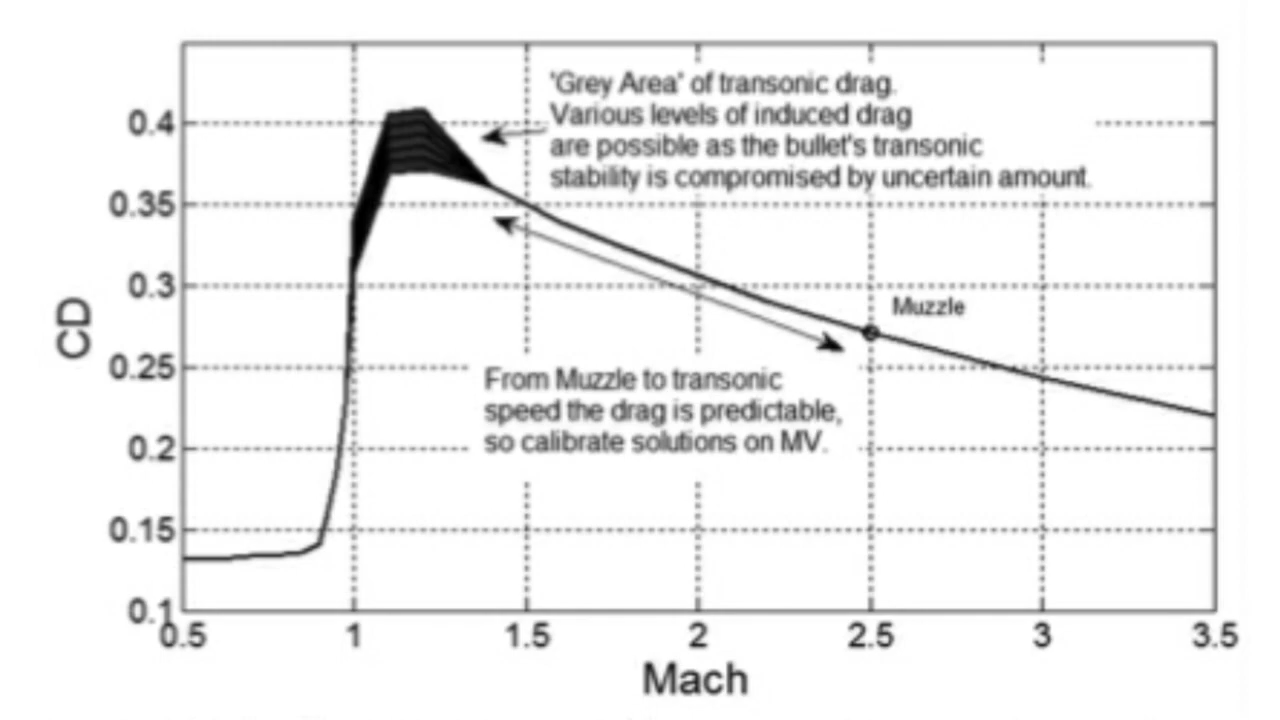 'Grey Area' of transonic drag.
Various levels of induced drag
are possible as the bullet's transonic
stability is compromised by uncertain amount.
0.4
0.35
0.3
0.25
0.2
0.15
0.1
CD
Muzzle
From Muzzle to transonic
speed the drag is predictable,
so calibrate solutions on MV.
0.5 1 1.5 2 2.5 3 3.5
Mach